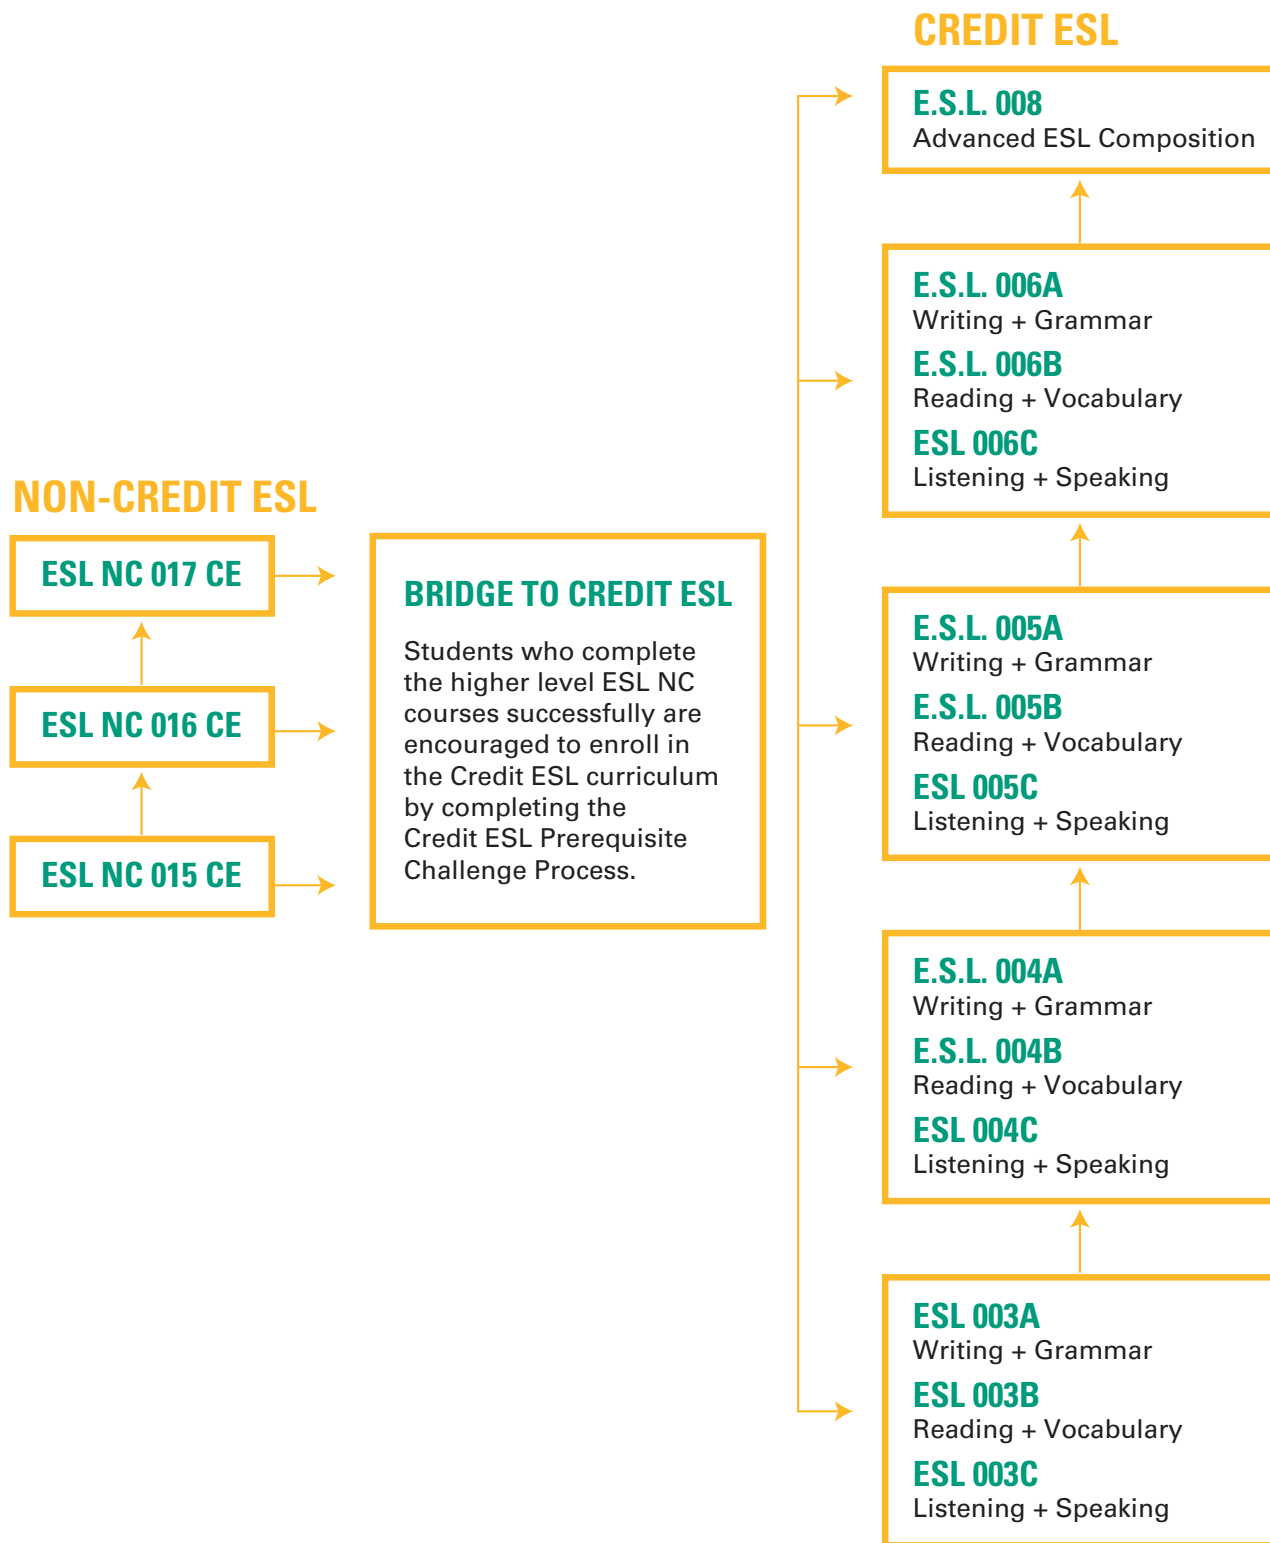 NON-CREDIT ESL
ESL NC 017 CE
ESL NC 016 CE
ESL NC 015 CE
BRIDGE TO CREDIT ESL
Students who complete
the higher level ESL NC
courses successfully are
encouraged to enroll in
the Credit ESL curriculum
by completing the
Credit ESL Prerequisite
Challenge Process.
CREDIT ESL
E.S.L. 008
Advanced ESL Composition
E.S.L. 006A
Writing + Grammar
E.S.L. 006B
Reading + Vocabulary
ESL 006C
Listening + Speaking
E.S.L. 005A
Writing + Grammar
E.S.L. 005B
Reading + Vocabulary
ESL 005C
Listening + Speaking
E.S.L. 004A
Writing + Grammar
E.S.L. 004B
Reading + Vocabulary
ESL 004C
Listening + Speaking
ESL 003A
Writing + Grammar
ESL 003B
Reading + Vocabulary
ESL 003C
Listening + Speaking